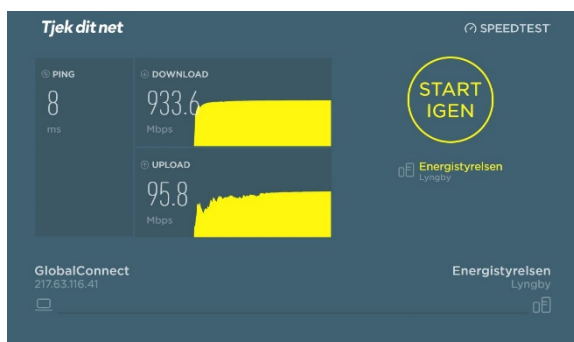 Tjek dit net
SPEEDTEST
PING
8
ms
DOWNLOAD
933.6
Mbps
UPLOAD
95.8
Mbps
START
IGEN
Energistyrelsen
Lyngby
GlobalConnect
217.63.116.41
Energistyrelsen
Lyngby